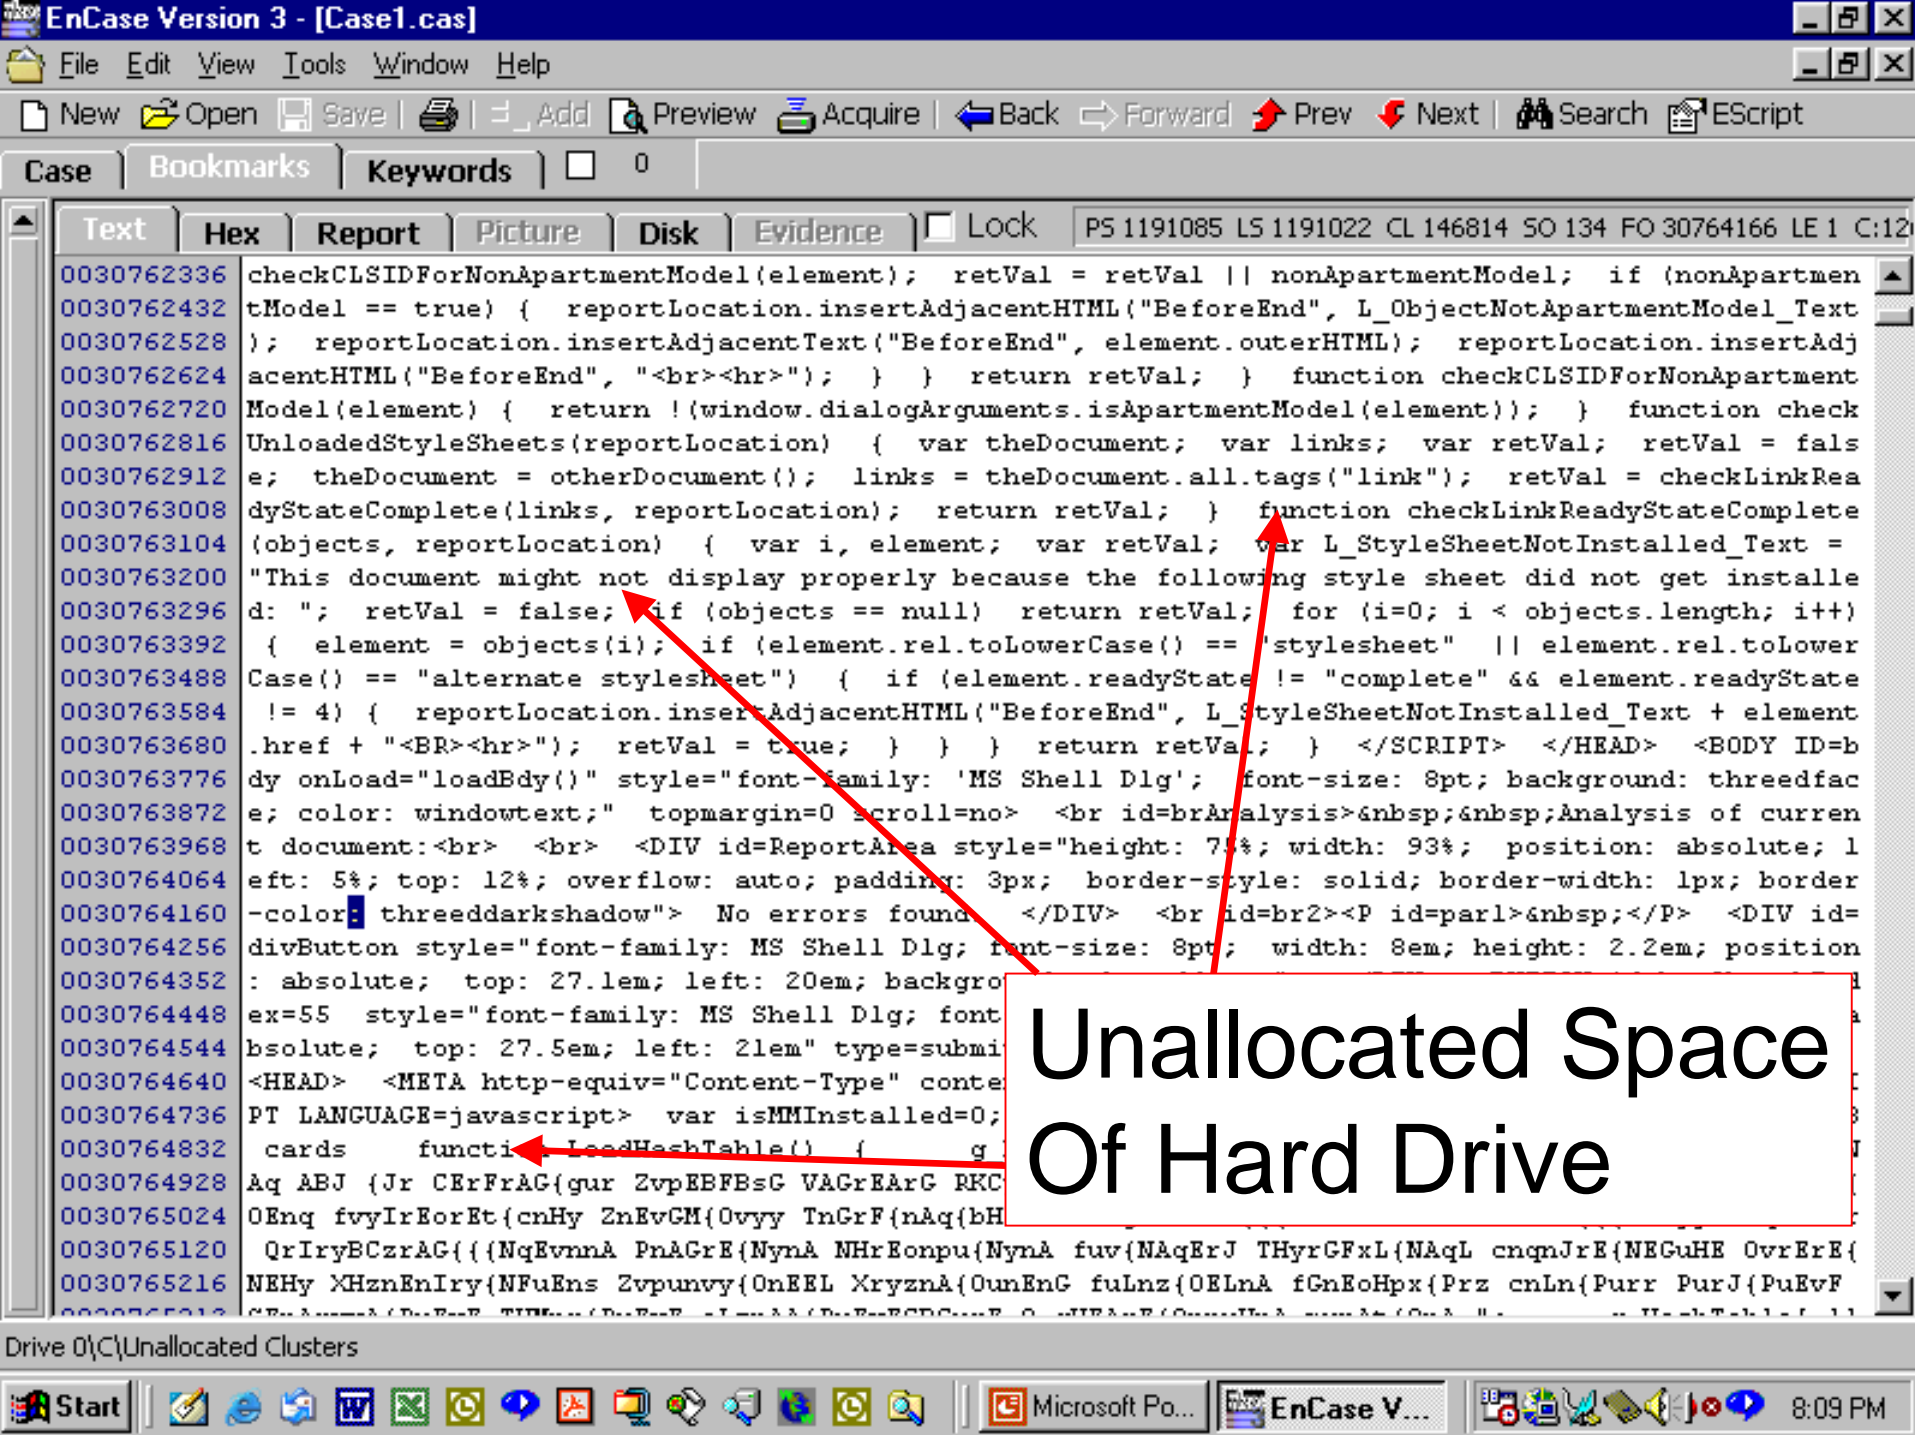 EnCase Version 3 - [Case1.cas]
File Edit View Tools Window Help
New Open Save Add Preview Acquire Back Forward Prev Next Search EScript
Case Bookmarks Keywords 0
Text Hex Report Picture Disk Evidence Lock PS 1191085 LS 1191022 CL 146814 SO 134 FO 30764166 LE 1 C:12
0030762336 checkCLSIDForNonApartmentModel(element); retVal = retVal || nonApartmentModel; if (nonApartmen
0030762432 tModel == true) { reportLocation.insertAdjacentHTML("BeforeEnd", L_ObjectNotApartmentModel_Text
0030762528 ); reportLocation.insertAdjacentText("BeforeEnd", element.outerHTML); reportLocation.insertAdj
0030762624 acentHTML("BeforeEnd", "<br><hr>"); } } return retVal; } function checkCLSIDForNonApartment
0030762720 Model(element) { return !(window.dialogArguments.isApartmentModel(element)); } function check
0030762816 UnloadedStyleSheets(reportLocation) { var theDocument; var links; var retVal; retVal = fals
0030762912 e; theDocument = otherDocument(); links = theDocument.all.tags("link"); retVal = checkLinkRea
0030763008 dyStateComplete(links, reportLocation); return retVal; } function checkLinkReadyStateComplete
0030763104 (objects, reportLocation) { var i, element; var retVal; var L_StyleSheetNotInstalled_Text =
0030763200 "This document might not display properly because the following style sheet did not get installe
0030763296 d: "; retVal = false; if (objects == null) return retVal; for (i=0; i < objects.length; i++)
0030763392 { element = objects(i); if (element.rel.toLowerCase() == "stylesheet" || element.rel.toLower
0030763488 Case() == "alternate stylesheet") { if (element.readyState != "complete" && element.readyState
0030763584 != 4) { reportLocation.insertAdjacentHTML("BeforeEnd", L_StyleSheetNotInstalled_Text + element
0030763680 .href + "<BR><hr>"); retVal = true; } } } return retVal; } </SCRIPT> </HEAD> <BODY ID=b
0030763776 dy onLoad="loadBdy()" style="font-family: 'MS Shell Dlg'; font-size: 8pt; background: threedfac
0030763872 e; color: windowtext;" topmargin=0 scroll=no> <br id=brAnalysis>&nbsp;&nbsp;Analysis of curren
0030763968 t document:<br> <br> <DIV id=ReportArea style="height: 75%; width: 93%; position: absolute; l
0030764064 eft: 5%; top: 12%; overflow: auto; padding: 3px; border-style: solid; border-width: 1px; border
0030764160 -color: threeddarkshadow"> No errors found. </DIV> <br id=br2><P id=par1>&nbsp;</P> <DIV id=
0030764256 divButton style="font-family: MS Shell Dlg; font-size: 8pt; width: 8em; height: 2.2em; position
0030764352 : absolute; top: 27.1em; left: 20em; backgro
0030764448 ex=55 style="font-family: MS Shell Dlg; font
0030764544 bsolute; top: 27.5em; left: 21em" type=submi
0030764640 <HEAD> <META http-equiv="Content-Type" conte
0030764736 PT LANGUAGE=javascript> var isMMInstalled=0;
0030764832 cards function LoadHashTable() { g
0030764928 Aq ABJ {Jr CErFrAG{gur ZvpEBFBsG VAGrEArG RKC
0030765024 OEnq fvyIrEorEt{cnHy ZnEvGM{Ovyy TnGrF{nAq{bH
0030765120 QrIryBCzrAG{{{NqEvnnA PnAGrE{NynA NHrEonpu{NynA fuv{NAqErJ THyrGFxL{NAqL cnqnJrE{NEGuHE OvrErE{
0030765216 NEHy XHznEnIry{NFuEns Zvpunvy{OnEEL XryznA{OunEnG fuLnz{OELnA fGnEoHpx{Prz cnLn{Purr PurJ{PuEvF
Unallocated Space
Of Hard Drive
Drive 0\C\Unallocated Clusters
Start Microsoft Po... EnCase V... 8:09 PM